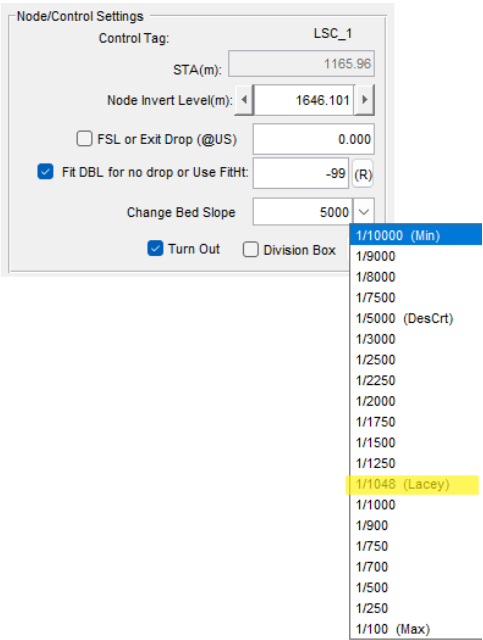 Node/Control Settings
Control Tag: LSC_1
STA(m): 1165.96
Node Invert Level(m): 1646.101
FSL or Exit Drop (@US) 0.000
Fit DBL for no drop or Use FitHt: -99 (R)
Change Bed Slope 5000
Turn Out Division Box
1/10000 (Min)
1/9000
1/8000
1/7500
1/5000 (DesCrt)
1/3000
1/2500
1/2250
1/2000
1/1750
1/1500
1/1250
1/1048 (Lacey)
1/1000
1/900
1/750
1/700
1/500
1/250
1/100 (Max)